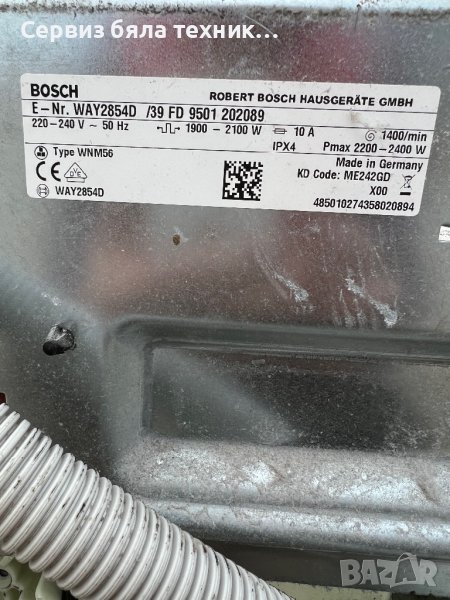 Сервиз бяла техник...
BOSCH
ROBERT BOSCH HAUSGERÄTE GMBH
E-Nr. WAY2854D /39 FD 9501 202089
220-240 V ~ 50 Hz 1900 - 2100 W 10 A 1400/min
IPX4 Pmax 2200-2400 W
Type WNM56
Made in Germany
CE
KD Code: ME242GD
WAY2854D
X00
485010274358020894
BAZAR